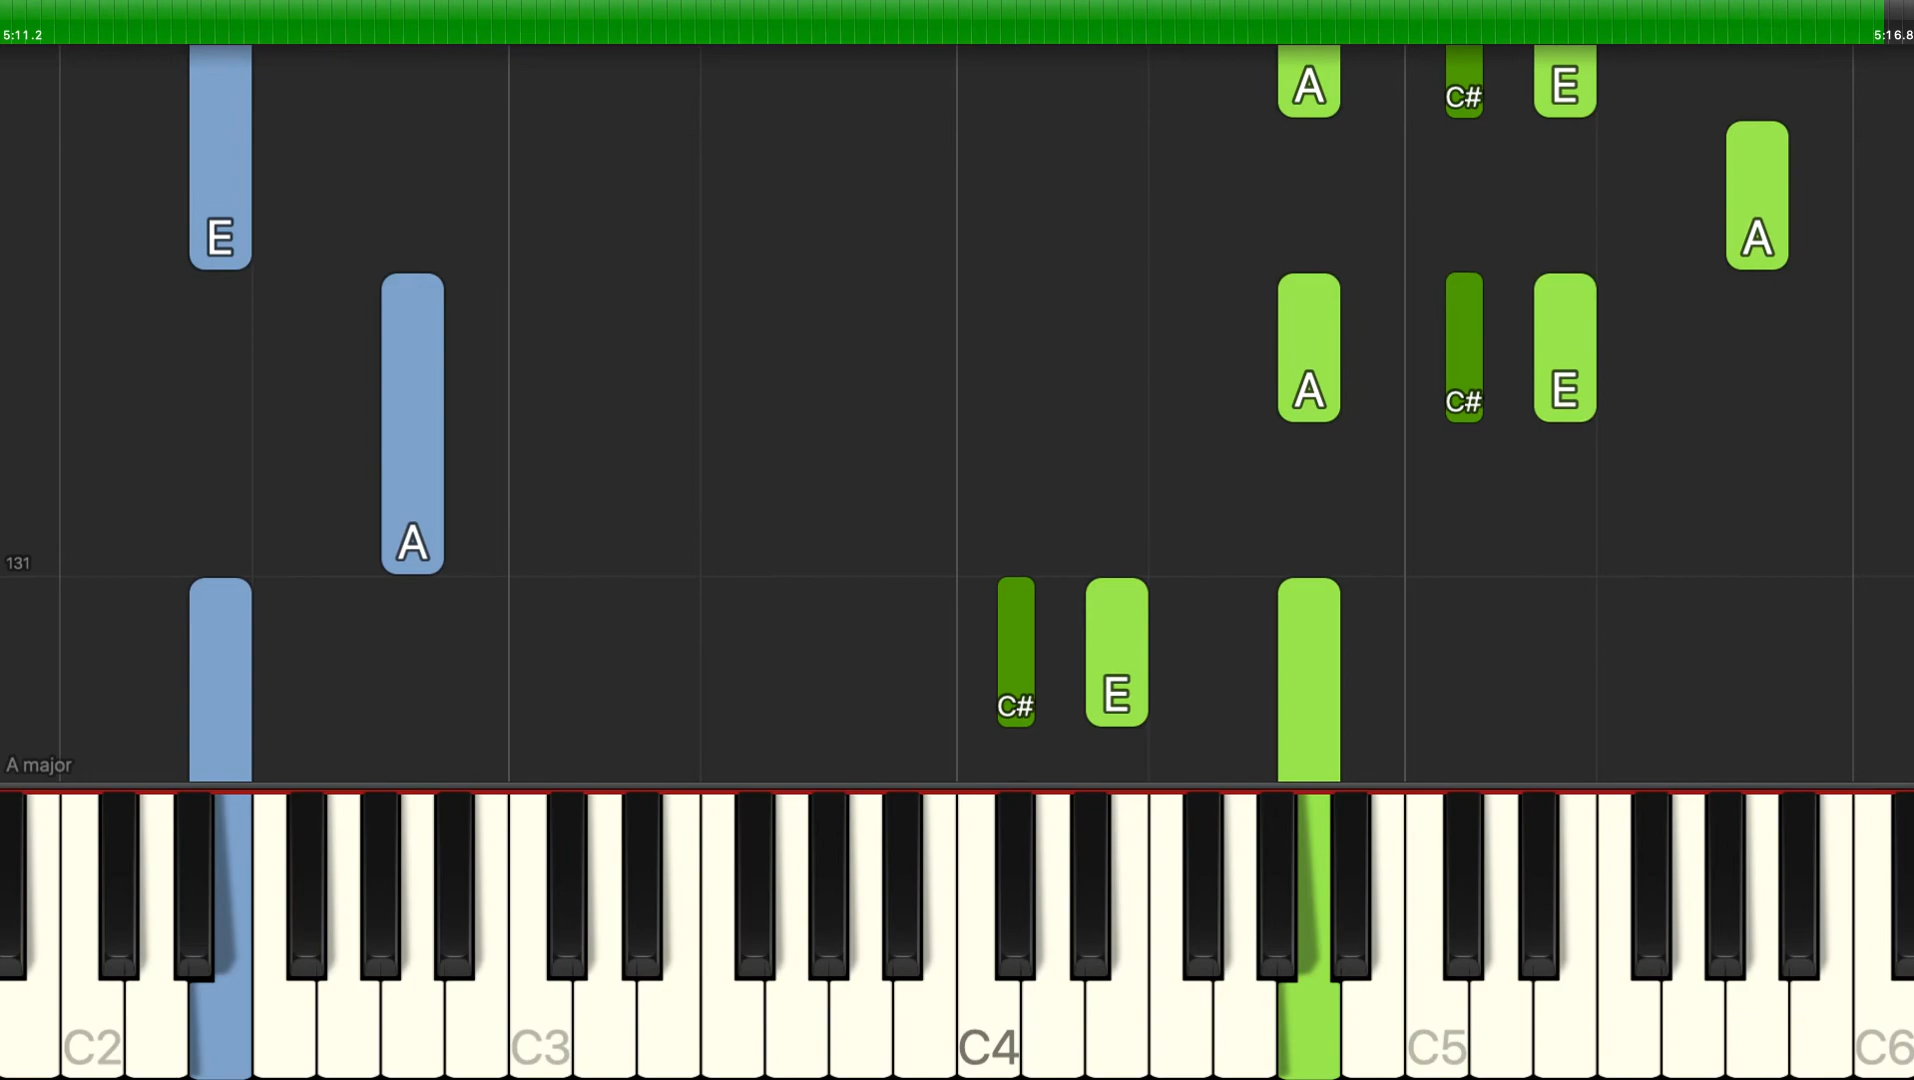 5:11.2
5:16.8
A C# E
E A
A C# E
A
131
C# E
A major
C2 C3 C4 C5 C6